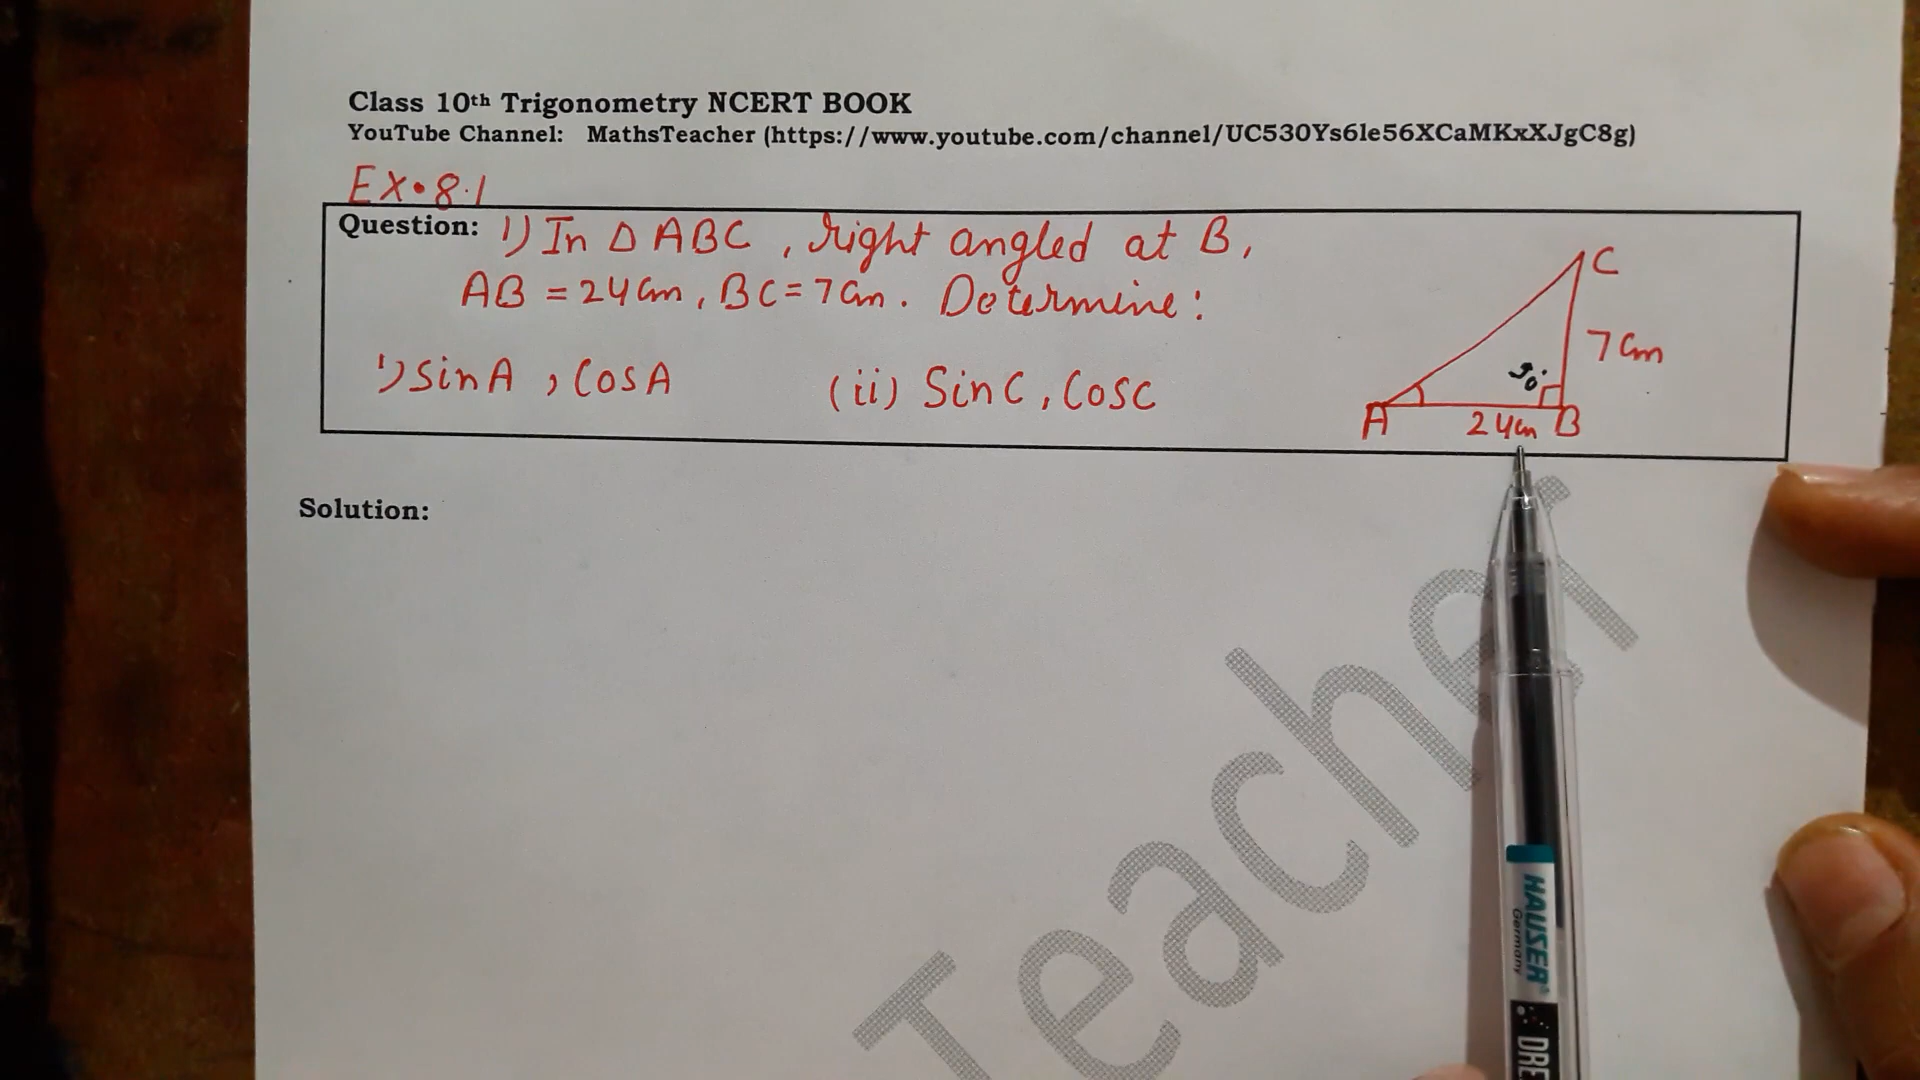 Class 10th Trigonometry NCERT BOOK
YouTube Channel: MathsTeacher (https://www.youtube.com/channel/UC530Ys6le56XCaMKxXJgC8g)
EX•8.1
Question: 1) In Δ ABC, right angled at B,
AB = 24cm, BC = 7cm. Determine:
i) sinA, CosA (ii) SinC, CosC
C
7cm
90°
A 24cm B
Solution:
Teacher
HAUSER
Germany